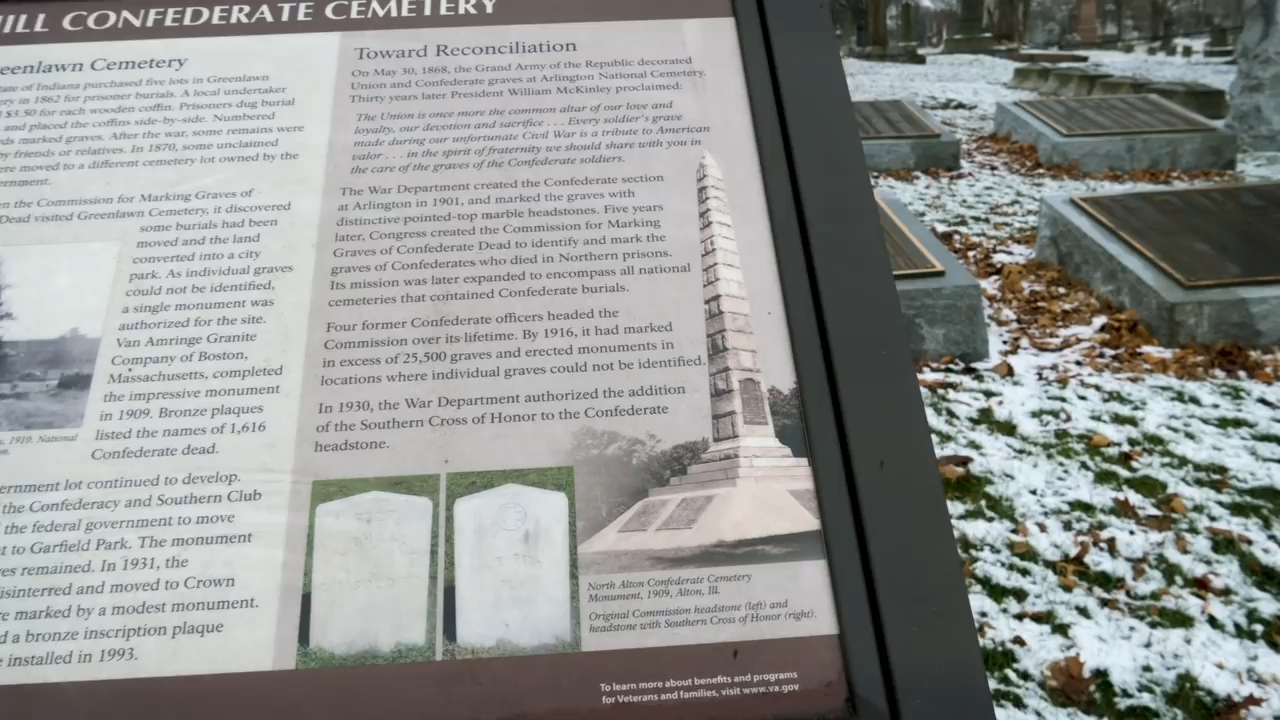 HILL CONFEDERATE CEMETERY
reenlawn Cemetery
ate of Indiana purchased five lots in Greenlawn
ry in 1862 for prisoner burials. A local undertaker
$3.50 for each wooden coffin. Prisoners dug burial
and placed the coffins side-by-side. Numbered
ds marked graves. After the war, some remains were
by friends or relatives. In 1870, some unclaimed
ere moved to a different cemetery lot owned by the
ernment.
en the Commission for Marking Graves of
Dead visited Greenlawn Cemetery, it discovered
some burials had been
moved and the land
converted into a city
park. As individual graves
could not be identified,
a single monument was
authorized for the site.
Van Amringe Granite
Company of Boston,
Massachusetts, completed
the impressive monument
in 1909. Bronze plaques
listed the names of 1,616
Confederate dead.
, 1910. National
ernment lot continued to develop.
the Confederacy and Southern Club
the federal government to move
t to Garfield Park. The monument
es remained. In 1931, the
isinterred and moved to Crown
re marked by a modest monument.
d a bronze inscription plaque
e installed in 1993.
Toward Reconciliation
On May 30, 1868, the Grand Army of the Republic decorated
Union and Confederate graves at Arlington National Cemetery.
Thirty years later President William McKinley proclaimed:
The Union is once more the common altar of our love and
loyalty, our devotion and sacrifice . . . Every soldier's grave
made during our unfortunate Civil War is a tribute to American
valor . . . in the spirit of fraternity we should share with you in
the care of the graves of the Confederate soldiers.
The War Department created the Confederate section
at Arlington in 1901, and marked the graves with
distinctive pointed-top marble headstones. Five years
later, Congress created the Commission for Marking
Graves of Confederate Dead to identify and mark the
graves of Confederates who died in Northern prisons.
Its mission was later expanded to encompass all national
cemeteries that contained Confederate burials.
Four former Confederate officers headed the
Commission over its lifetime. By 1916, it had marked
in excess of 25,500 graves and erected monuments in
locations where individual graves could not be identified.
In 1930, the War Department authorized the addition
of the Southern Cross of Honor to the Confederate
headstone.
North Alton Confederate Cemetery
Monument, 1909, Alton, Ill.
Original Commission headstone (left) and
headstone with Southern Cross of Honor (right).
To learn more about benefits and programs
for Veterans and families, visit www.va.gov